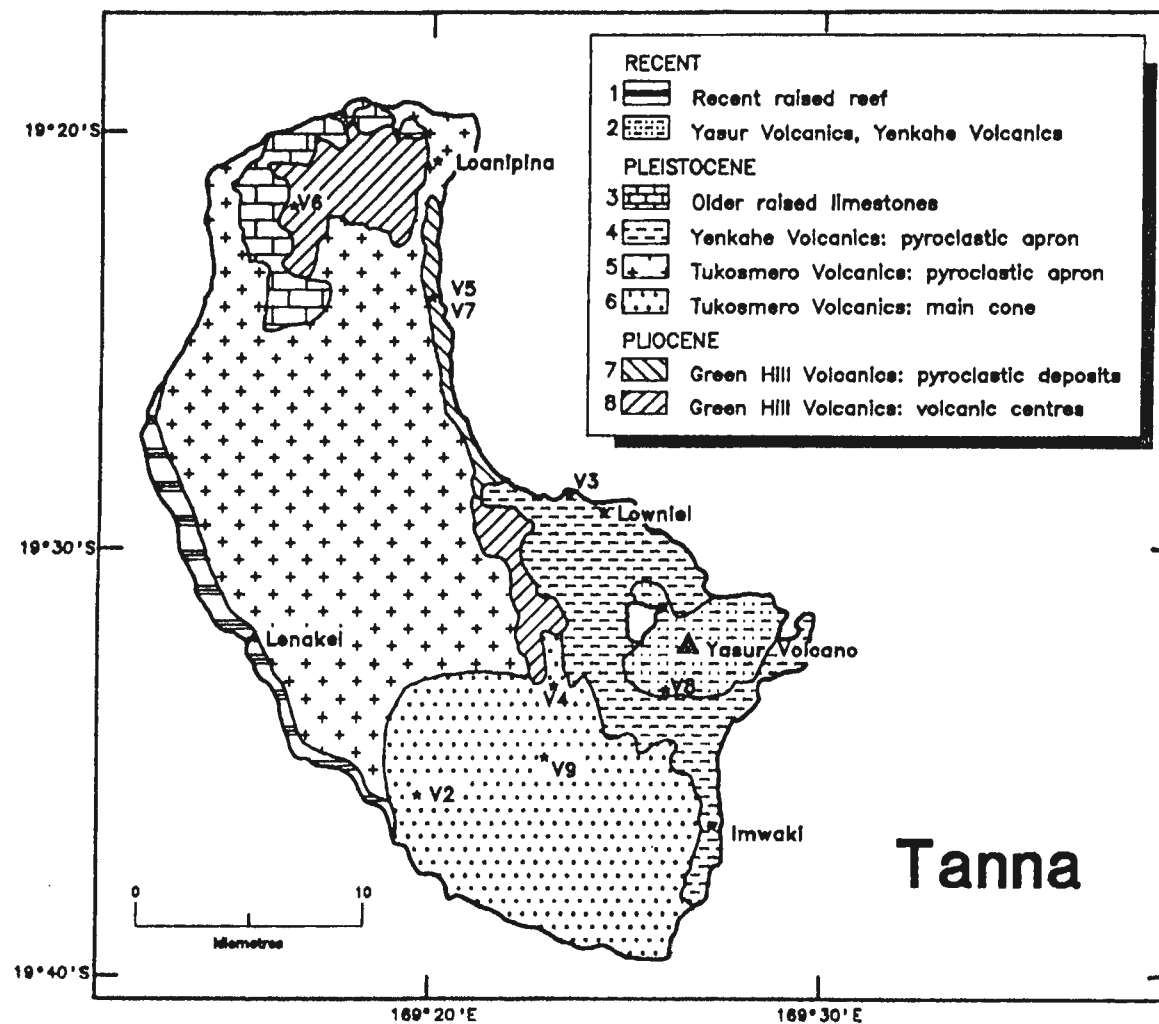 RECENT
1 Recent raised reef
2 Yasur Volcanics, Yenkahe Volcanics
PLEISTOCENE
3 Older raised limestones
4 Yenkahe Volcanics: pyroclastic apron
5 Tukosmero Volcanics: pyroclastic apron
6 Tukosmero Volcanics: main cone
PLIOCENE
7 Green Hill Volcanics: pyroclastic deposits
8 Green Hill Volcanics: volcanic centres
19°20'S
Loanipina
V6
V5
V7
V3
Lowniel
19°30'S
Lenakel
Yasur Volcano
V8
V4
V9
V2
Imwaki
Tanna
0 10
kilometres
19°40'S
169°20'E
169°30'E